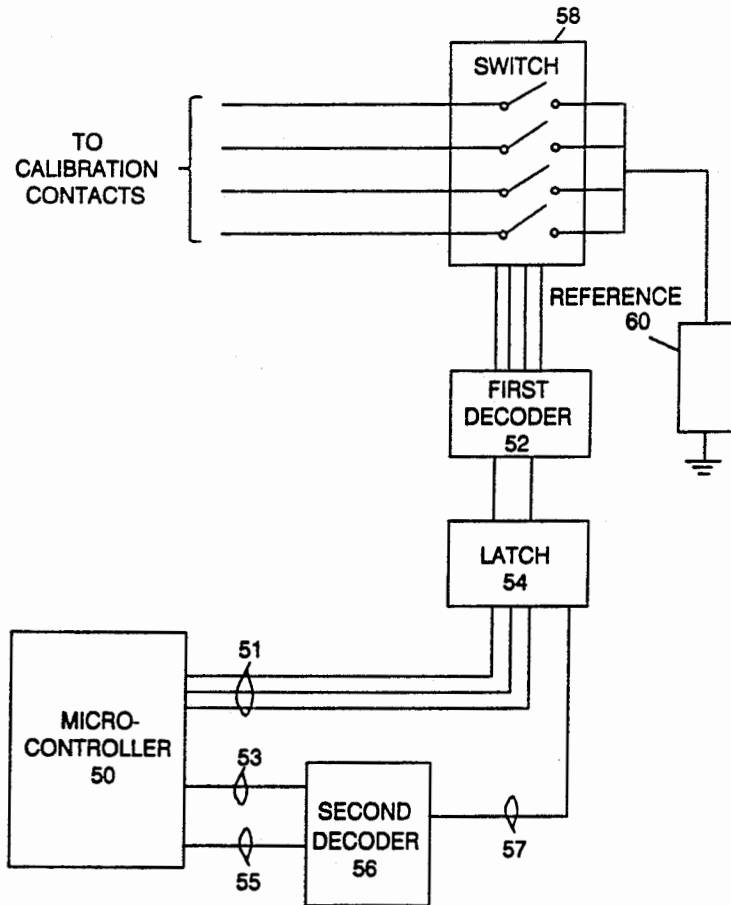 58
SWITCH
TO
CALIBRATION
CONTACTS
REFERENCE
60
FIRST
DECODER
52
LATCH
54
51
MICRO-
CONTROLLER
50
53
SECOND
DECODER
56
55
57